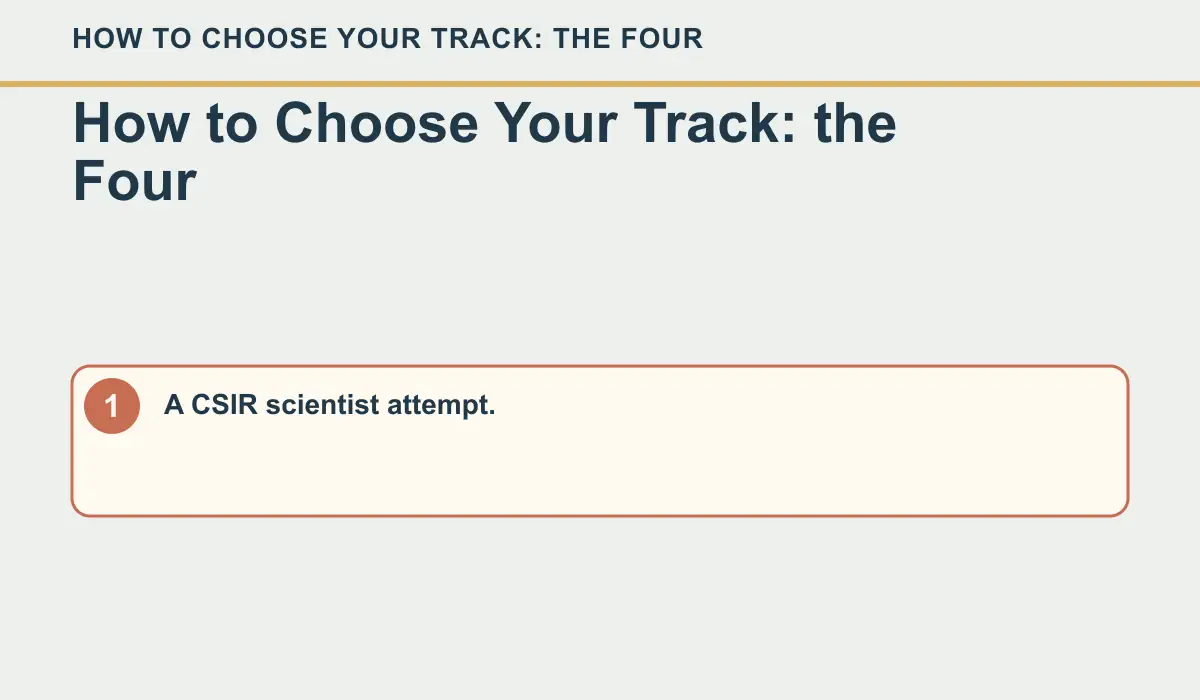 HOW TO CHOOSE YOUR TRACK: THE FOUR
How to Choose Your Track: the
Four
1
A CSIR scientist attempt.